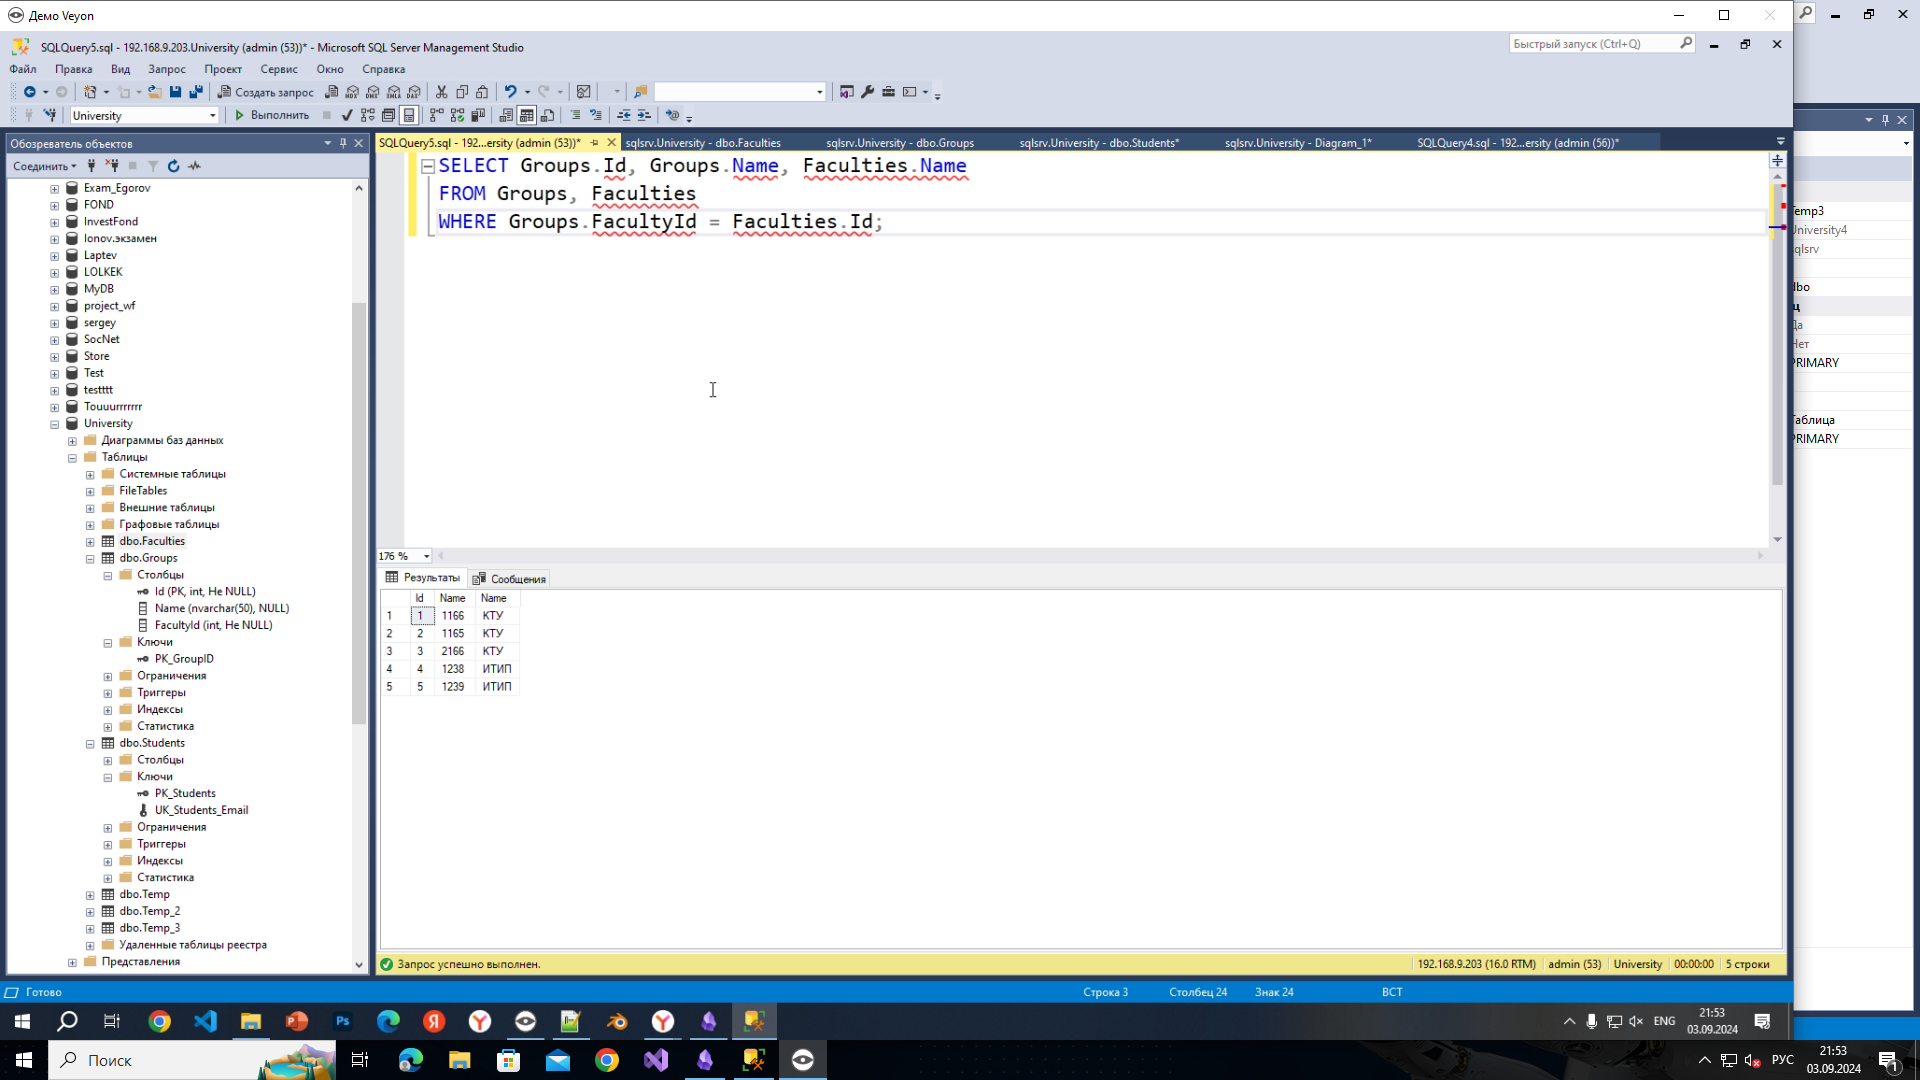 Демо Veyon
SQLQuery5.sql - 192.168.9.203.University (admin (53))* - Microsoft SQL Server Management Studio
Быстрый запуск (Ctrl+Q)
Файл Правка Вид Запрос Проект Сервис Окно Справка
Создать запрос
University
Выполнить
Обозреватель объектов
Соединить
Exam_Egorov
FOND
InvestFond
Ionov.экзамен
Laptev
LOLKEK
MyDB
project_wf
sergey
SocNet
Store
Test
testttt
Touuurrrrrrr
University
Диаграммы баз данных
Таблицы
Системные таблицы
FileTables
Внешние таблицы
Графовые таблицы
dbo.Faculties
dbo.Groups
Столбцы
Id (PK, int, Не NULL)
Name (nvarchar(50), NULL)
FacultyId (int, Не NULL)
Ключи
PK_GroupID
Ограничения
Триггеры
Индексы
Статистика
dbo.Students
Столбцы
Ключи
PK_Students
UK_Students_Email
Ограничения
Триггеры
Индексы
Статистика
dbo.Temp
dbo.Temp_2
dbo.Temp_3
Удаленные таблицы реестра
Представления
SQLQuery5.sql - 192...ersity (admin (53))* sqlsrv.University - dbo.Faculties sqlsrv.University - dbo.Groups sqlsrv.University - dbo.Students* sqlsrv.University - Diagram_1* SQLQuery4.sql - 192...ersity (admin (56))*
SELECT Groups.Id, Groups.Name, Faculties.Name
FROM Groups, Faculties
WHERE Groups.FacultyId = Faculties.Id;
176 %
Результаты Сообщения
Id Name Name
1 1 1166 КТУ
2 2 1165 КТУ
3 3 2166 КТУ
4 4 1238 ИТИП
5 5 1239 ИТИП
Запрос успешно выполнен. 192.168.9.203 (16.0 RTM) admin (53) University 00:00:00 5 строки
Готово Строка 3 Столбец 24 Знак 24 ВСТ
Temp3
University4
sqlsrv
dbo
Да
Нет
PRIMARY
Таблица
PRIMARY
ENG
21:53
03.09.2024
Поиск
РУС
21:53
03.09.2024
1